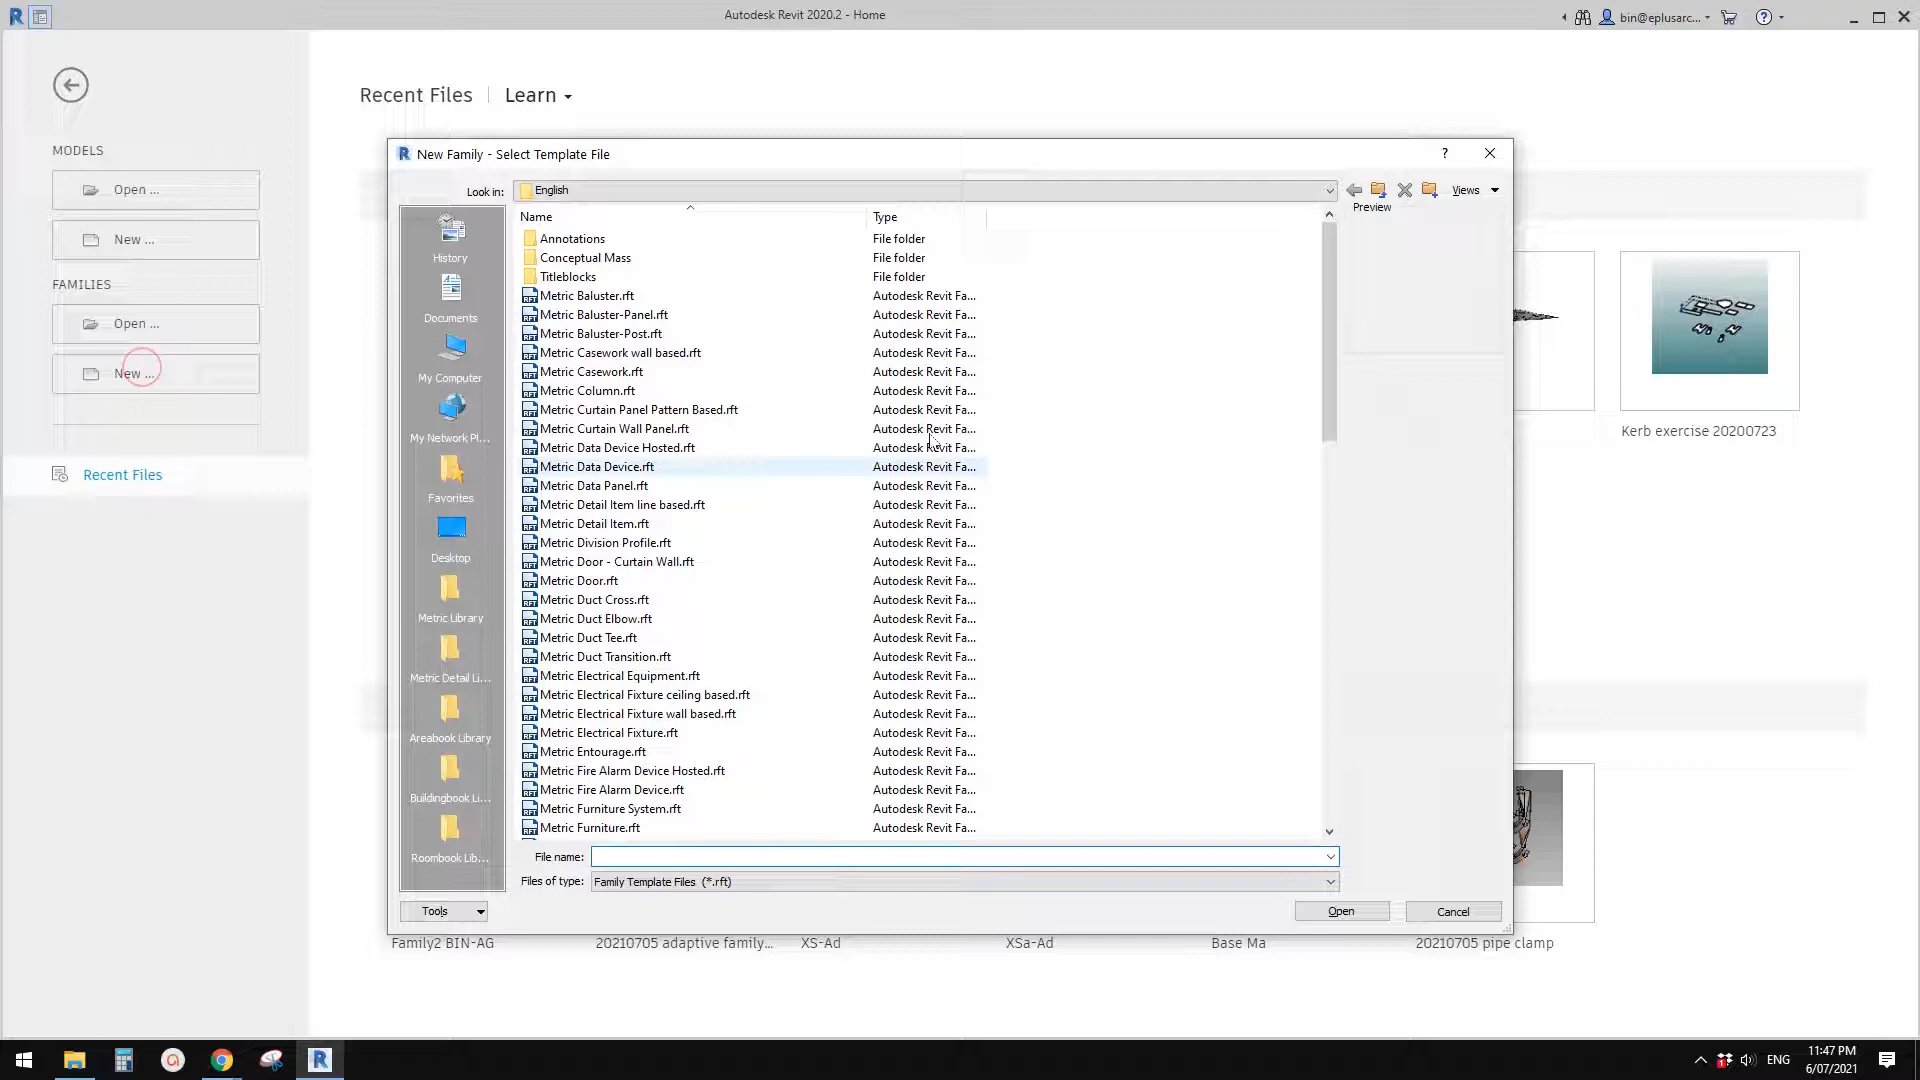 Autodesk Revit 2020.2 - Home
bin@eplusarc...
Recent Files
Learn
MODELS
Open ...
New ...
FAMILIES
Open ...
New ...
Recent Files
New Family - Select Template File
?
Look in:
English
Views
Preview
Name
Type
Annotations
File folder
Conceptual Mass
File folder
Titleblocks
File folder
Metric Baluster.rft
Autodesk Revit Fa...
Metric Baluster-Panel.rft
Autodesk Revit Fa...
Metric Baluster-Post.rft
Autodesk Revit Fa...
Metric Casework wall based.rft
Autodesk Revit Fa...
Metric Casework.rft
Autodesk Revit Fa...
Metric Column.rft
Autodesk Revit Fa...
Metric Curtain Panel Pattern Based.rft
Autodesk Revit Fa...
Metric Curtain Wall Panel.rft
Autodesk Revit Fa...
Metric Data Device Hosted.rft
Autodesk Revit Fa...
Metric Data Device.rft
Autodesk Revit Fa...
Metric Data Panel.rft
Autodesk Revit Fa...
Metric Detail Item line based.rft
Autodesk Revit Fa...
Metric Detail Item.rft
Autodesk Revit Fa...
Metric Division Profile.rft
Autodesk Revit Fa...
Metric Door - Curtain Wall.rft
Autodesk Revit Fa...
Metric Door.rft
Autodesk Revit Fa...
Metric Duct Cross.rft
Autodesk Revit Fa...
Metric Duct Elbow.rft
Autodesk Revit Fa...
Metric Duct Tee.rft
Autodesk Revit Fa...
Metric Duct Transition.rft
Autodesk Revit Fa...
Metric Electrical Equipment.rft
Autodesk Revit Fa...
Metric Electrical Fixture ceiling based.rft
Autodesk Revit Fa...
Metric Electrical Fixture wall based.rft
Autodesk Revit Fa...
Metric Electrical Fixture.rft
Autodesk Revit Fa...
Metric Entourage.rft
Autodesk Revit Fa...
Metric Fire Alarm Device Hosted.rft
Autodesk Revit Fa...
Metric Fire Alarm Device.rft
Autodesk Revit Fa...
Metric Furniture System.rft
Autodesk Revit Fa...
Metric Furniture.rft
Autodesk Revit Fa...
History
Documents
My Computer
My Network Pl...
Favorites
Desktop
Metric Library
Metric Detail Li...
Areabook Library
Buildingbook Li...
Roombook Lib...
File name:
Files of type:
Family Template Files (*.rft)
Tools
Open
Cancel
Kerb exercise 20200723
Family2 BIN-AG
20210705 adaptive family...
XS-Ad
XSa-Ad
Base Ma
20210705 pipe clamp
ENG
11:47 PM
6/07/2021